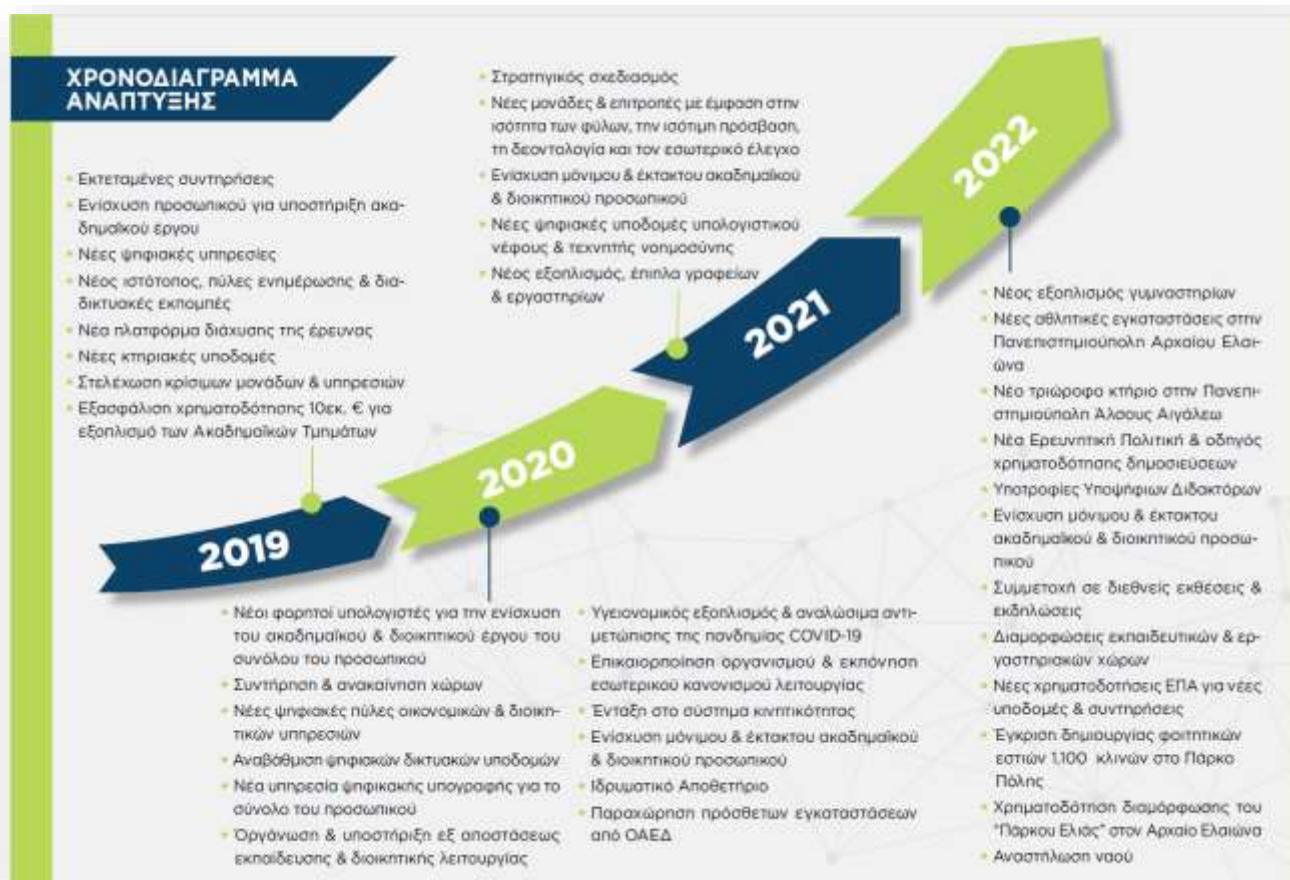 ΧΡΟΝΟΔΙΑΓΡΑΜΜΑ
ΑΝΑΠΤΥΞΗΣ
Εκτεταμένες συντηρήσεις
Ενίσχυση προσωπικού για υποστήριξη ακα-
δημαϊκού έργου
Νέες ψηφιακές υπηρεσίες
Νέος ιστότοπος, πύλες ενημέρωσης & δια-
δικτυακές εκπομπές
Νέα πλατφόρμα διάχυσης της έρευνας
Νέες κτηριακές υποδομές
Στελέχωση κρίσιμων μονάδων & υπηρεσιών
Εξασφάλιση χρηματοδότησης 10εκ. € για
εξοπλισμό των Ακαδημαϊκών Τμημάτων
2019
2020
Νέοι φορητοί υπολογιστές για την ενίσχυση
του ακαδημαϊκού & διοικητικού έργου του
συνόλου του προσωπικού
Συντήρηση & ανακαίνιση χώρων
Νέες ψηφιακές πύλες οικονομικών & διοικη-
τικών υπηρεσιών
Αναβάθμιση ψηφιακών δικτυακών υποδομών
Νέα υπηρεσία ψηφικακής υπογραφής για το
σύνολο του προσωπικού
Όργάνωση & υποστήριξη εξ αποστάσεως
εκπαίδευσης & διοικητικής λειτουργίας
Υγειονομικός εξοπλισμός & αναλώσιμα αντι-
μετώπισης της πανδημίας COVID-19
Επικαιορποίηση οργανισμού & εκπόνηση
εσωτερικού κανονισμού λειτουργίας
Ένταξη στο σύστημα κινητικότητας
Ενίσχυση μόνιμου & έκτακτου ακαδημαϊκού
& διοικητικού προσωπικού
Ιδρυματικό Αποθετήριο
Παραχώρηση πρόσθετων εγκαταστάσεων
από ΟΑΕΔ
Στρατηγικός σχεδιασμός
Νέες μονάδες & επιτροπές με έμφαση στην
ισότητα των φύλων, την ισότιμη πρόσβαση,
τη δεοντολογία και τον εσωτερικό έλεγχο
Ενίσχυση μόνιμου & έκτακτου ακαδημαϊκού
& διοικητικού προσωπικού
Νέες ψηφιακές υποδομές υπολογιστικού
νέφους & τεχνητής νοημοσύνης
Νέος εξοπλισμός, έπιπλα γραφείων
& εργαστηρίων
2021
2022
Νέος εξοπλισμός γυμναστηρίων
Νέες αθλητικές εγκαταστάσεις στην
Πανεπιστημιούπολη Αρχαίου Ελαι-
ώνα
Νέο τριώροφο κτήριο στην Πανεπι-
στημιούπολη Άλσους Αιγάλεω
Νέα Ερευνητική Πολιτική & οδηγός
χρηματοδότησης δημοσιεύσεων
Υποτροφίες Υποψήφιων Διδακτόρων
Ενίσχυση μόνιμου & έκτακτου
ακαδημαϊκού & διοικητικού προσω-
πικού
Συμμετοχή σε διεθνείς εκθέσεις &
εκδηλώσεις
Διαμορφώσεις εκπαιδευτικών & ερ-
γαστηριακών χώρων
Νέες χρηματοδοτήσεις ΕΠΑ για νέες
υποδομές & συντηρήσεις
Έγκριση δημιουργίας φοιτητικών
εστιών 1.100 κλινών στο Πάρκο
Πόλης
Χρηματοδότηση διαμόρφωσης του
"Πάρκου Ελιάς" στον Αρχαίο Ελαιώνα
Αναστήλωση ναού